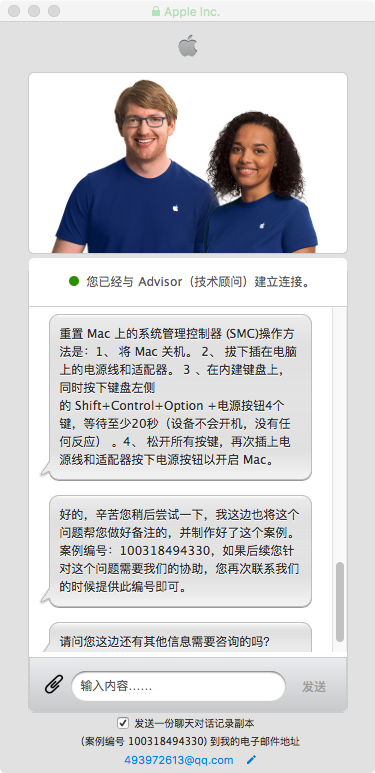 Apple Inc.
您已经与 Advisor（技术顾问）建立连接。
重置 Mac 上的系统管理控制器 (SMC)操作方
法是：1、 将 Mac 关机。 2、 拔下插在电脑
上的电源线和适配器。 3 、在内建键盘上，
同时按下键盘左侧
的 Shift+Control+Option +电源按钮4个
键，等待至少20秒（设备不会开机，没有任
何反应） 。4、 松开所有按键，再次插上电
源线和适配器按下电源按钮以开启 Mac。
好的，辛苦您稍后尝试一下，我这边也将这个
问题帮您做好备注的，并制作好了这个案例。
案例编号：100318494330，如果后续您针
对这个问题需要我们的协助，您再次联系我们
的时候提供此编号即可。
请问您这边还有其他信息需要咨询的吗？
输入内容……
发送
发送一份聊天对话记录副本
(案例编号 100318494330) 到我的电子邮件地址
493972613@qq.com